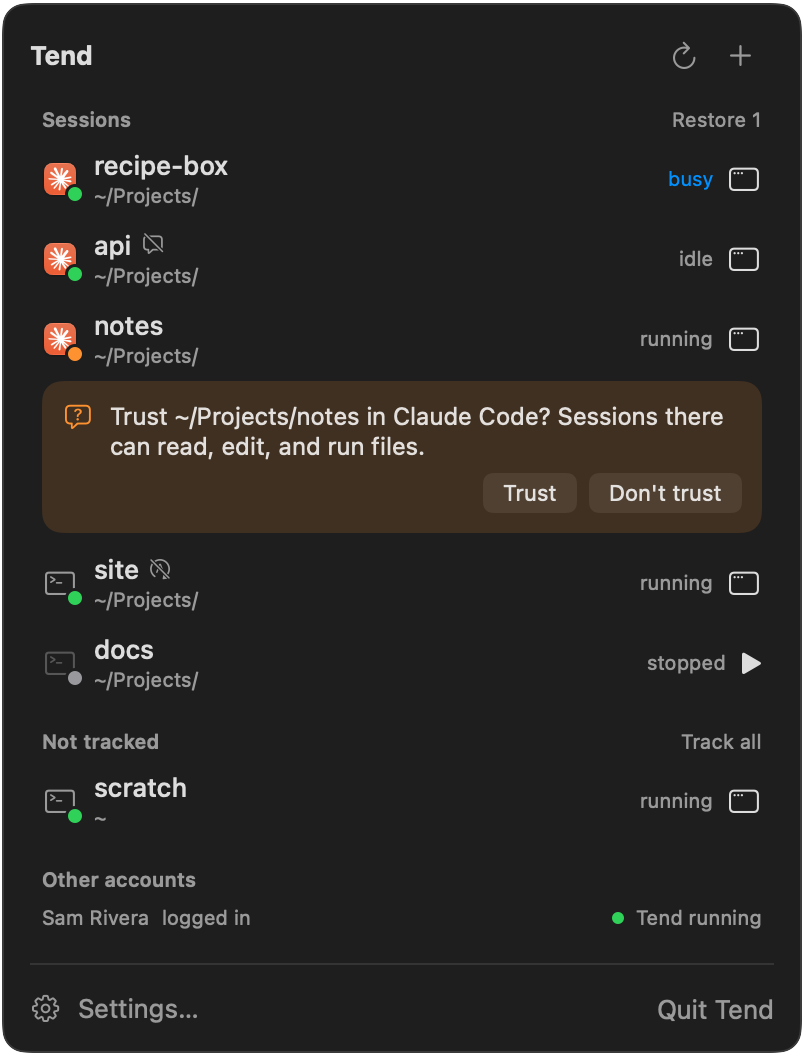 Tend
Sessions
Restore 1
recipe-box
~/Projects/
busy
api
~/Projects/
idle
notes
~/Projects/
running
Trust ~/Projects/notes in Claude Code? Sessions there
can read, edit, and run files.
Trust
Don't trust
site
~/Projects/
running
docs
~/Projects/
stopped
Not tracked
Track all
scratch
~
running
Other accounts
Sam Rivera logged in
Tend running
Settings...
Quit Tend